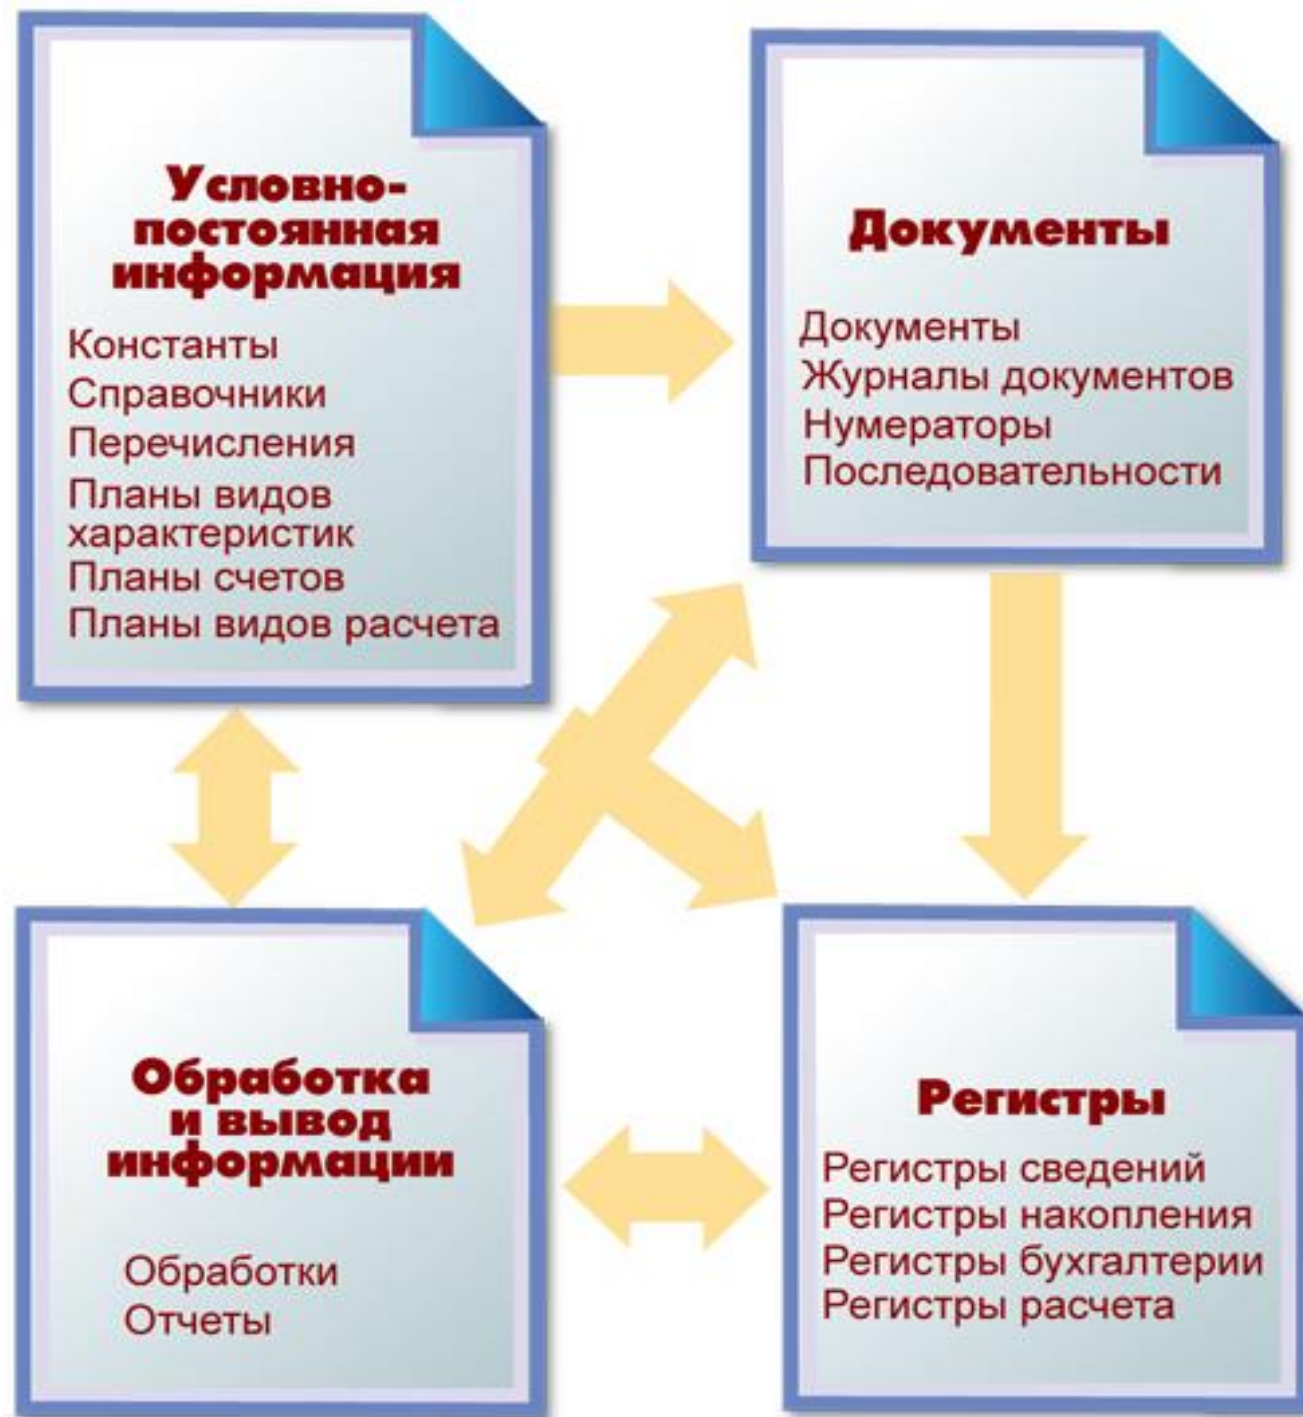 Условно-
постоянная
информация
Константы
Справочники
Перечисления
Планы видов
характеристик
Планы счетов
Планы видов расчета
Документы
Документы
Журналы документов
Нумераторы
Последовательности
Обработка
и вывод
информации
Обработки
Отчеты
Регистры
Регистры сведений
Регистры накопления
Регистры бухгалтерии
Регистры расчета